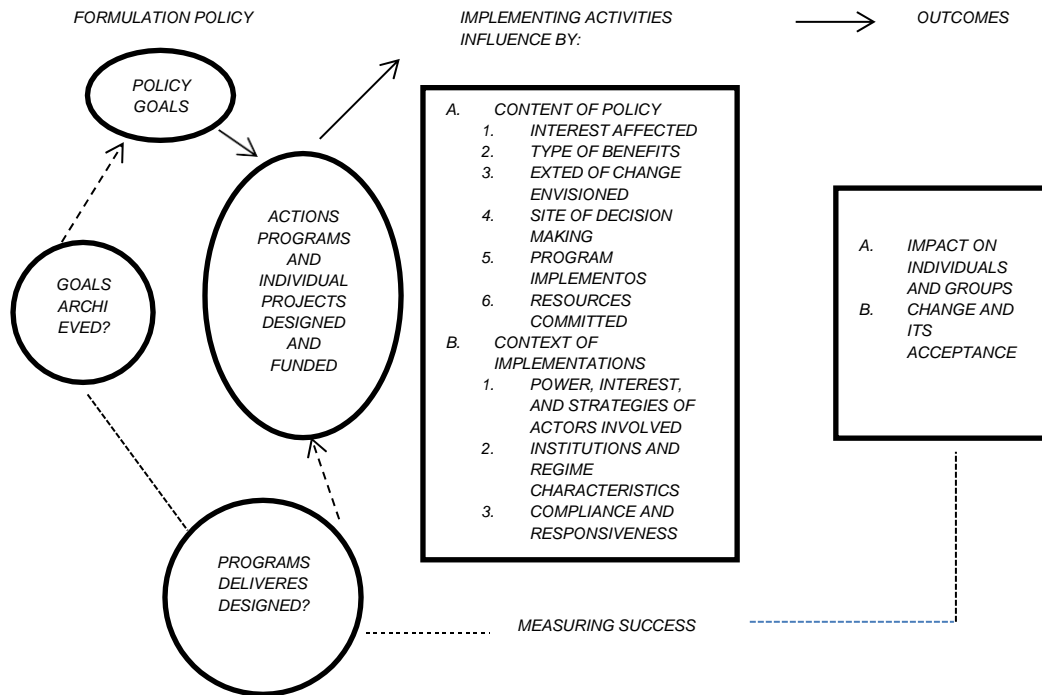 FORMULATION POLICY
IMPLEMENTING ACTIVITIES
INFLUENCE BY:
OUTCOMES
POLICY
GOALS
ACTIONS
PROGRAMS
AND
INDIVIDUAL
PROJECTS
DESIGNED
AND
FUNDED
GOALS
ARCHI
EVED?
PROGRAMS
DELIVERES
DESIGNED?
A. CONTENT OF POLICY
1. INTEREST AFFECTED
2. TYPE OF BENEFITS
3. EXTED OF CHANGE
ENVISIONED
4. SITE OF DECISION
MAKING
5. PROGRAM
IMPLEMENTOS
6. RESOURCES
COMMITTED
B. CONTEXT OF
IMPLEMENTATIONS
1. POWER, INTEREST,
AND STRATEGIES OF
ACTORS INVOLVED
2. INSTITUTIONS AND
REGIME
CHARACTERISTICS
3. COMPLIANCE AND
RESPONSIVENESS
A. IMPACT ON
INDIVIDUALS
AND GROUPS
B. CHANGE AND
ITS
ACCEPTANCE
MEASURING SUCCESS